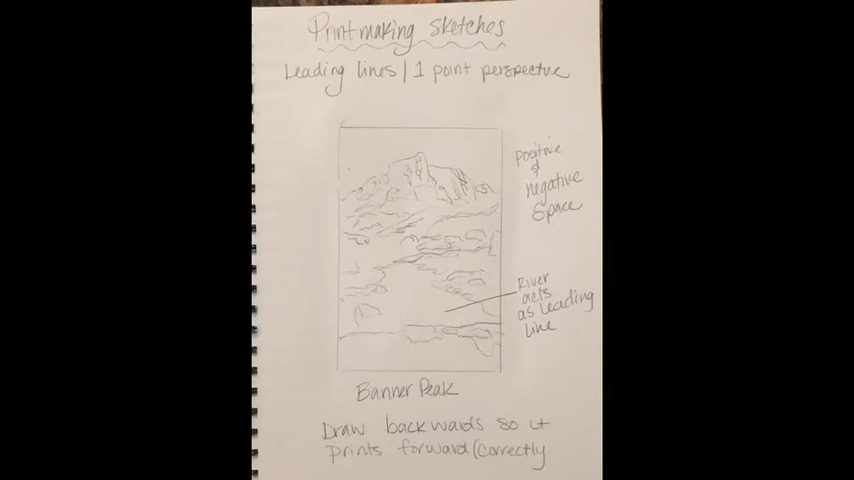 Printmaking Sketches
Leading lines | 1 point perspective
positive
&
negative
Space
River
acts
as Leading
line
Banner Peak
Draw backwards so it
prints forward (correctly